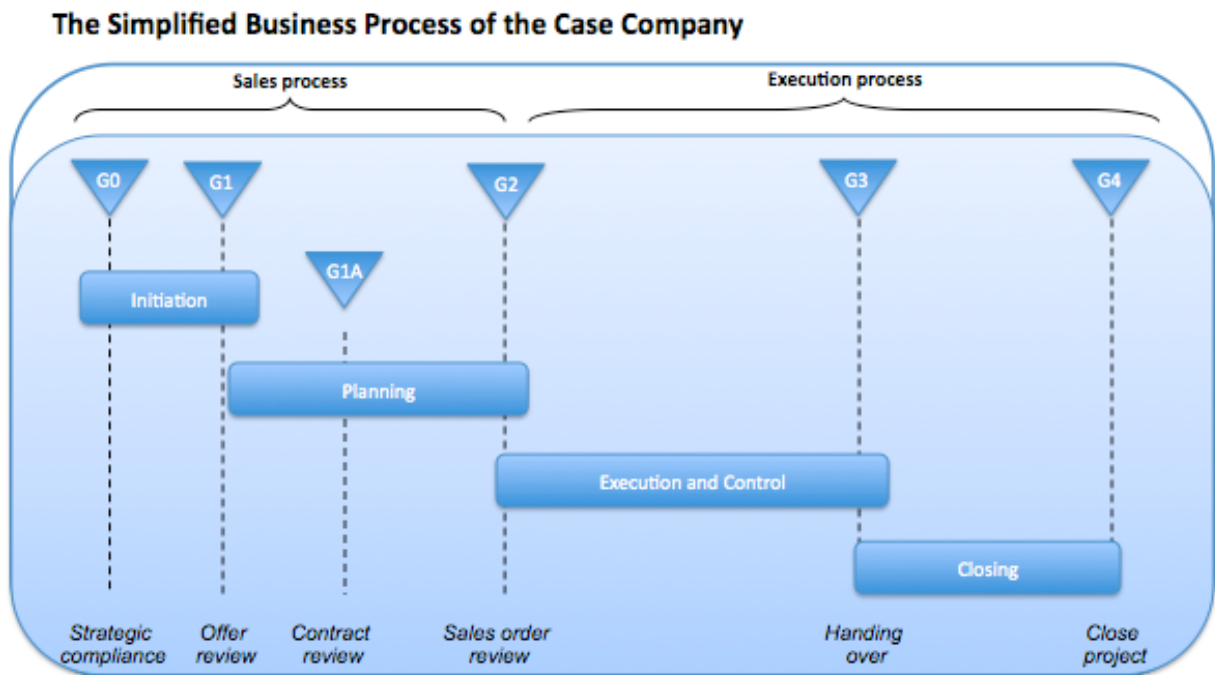 The Simplified Business Process of the Case Company
Sales process
Execution process
G0
G1
G2
G3
G4
G1A
Initiation
Planning
Execution and Control
Closing
Strategic
compliance
Offer
review
Contract
review
Sales order
review
Handing
over
Close
project